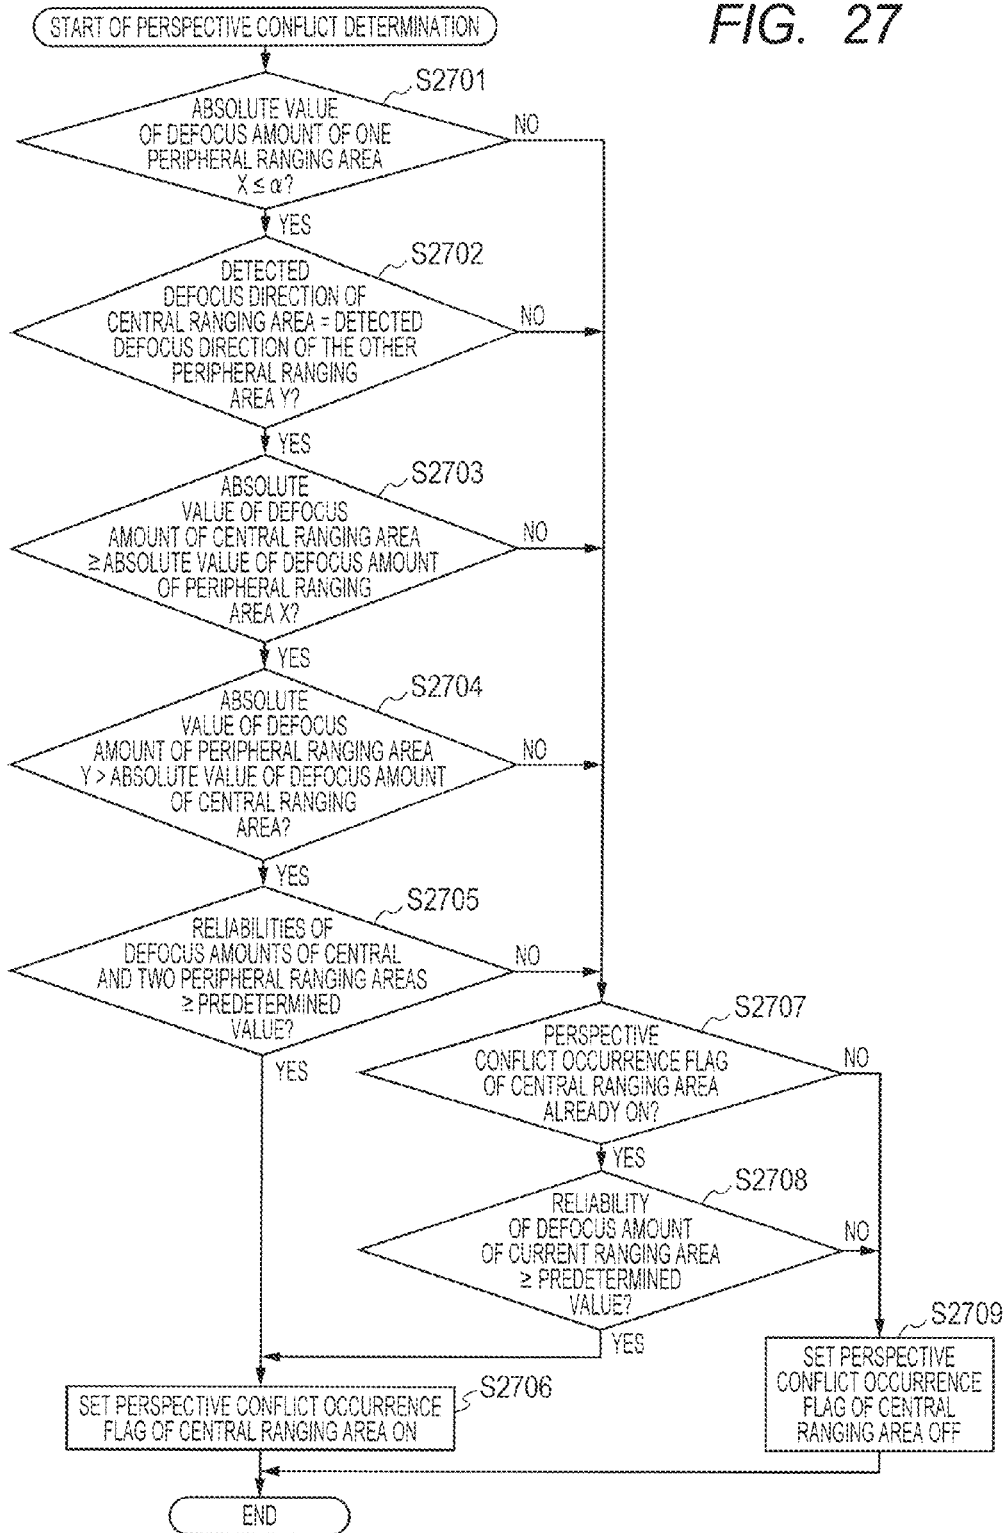 FIG. 27
START OF PERSPECTIVE CONFLICT DETERMINATION
S2701
ABSOLUTE VALUE
OF DEFOCUS AMOUNT OF ONE
PERIPHERAL RANGING AREA
X ≤ α?
NO
YES
S2702
DETECTED
DEFOCUS DIRECTION OF
CENTRAL RANGING AREA = DETECTED
DEFOCUS DIRECTION OF THE OTHER
PERIPHERAL RANGING
AREA Y?
NO
YES
S2703
ABSOLUTE
VALUE OF DEFOCUS
AMOUNT OF CENTRAL RANGING AREA
≥ ABSOLUTE VALUE OF DEFOCUS AMOUNT
OF PERIPHERAL RANGING
AREA X?
NO
YES
S2704
ABSOLUTE
VALUE OF DEFOCUS
AMOUNT OF PERIPHERAL RANGING AREA
Y > ABSOLUTE VALUE OF DEFOCUS AMOUNT
OF CENTRAL RANGING
AREA?
NO
YES
S2705
RELIABILITIES OF
DEFOCUS AMOUNTS OF CENTRAL
AND TWO PERIPHERAL RANGING AREAS
≥ PREDETERMINED
VALUE?
NO
YES
S2707
PERSPECTIVE
CONFLICT OCCURRENCE FLAG
OF CENTRAL RANGING AREA
ALREADY ON?
NO
YES
S2708
RELIABILITY
OF DEFOCUS AMOUNT
OF CURRENT RANGING AREA
≥ PREDETERMINED
VALUE?
NO
YES
S2709
SET PERSPECTIVE
CONFLICT OCCURRENCE
FLAG OF CENTRAL
RANGING AREA OFF
S2706
SET PERSPECTIVE CONFLICT OCCURRENCE
FLAG OF CENTRAL RANGING AREA ON
END